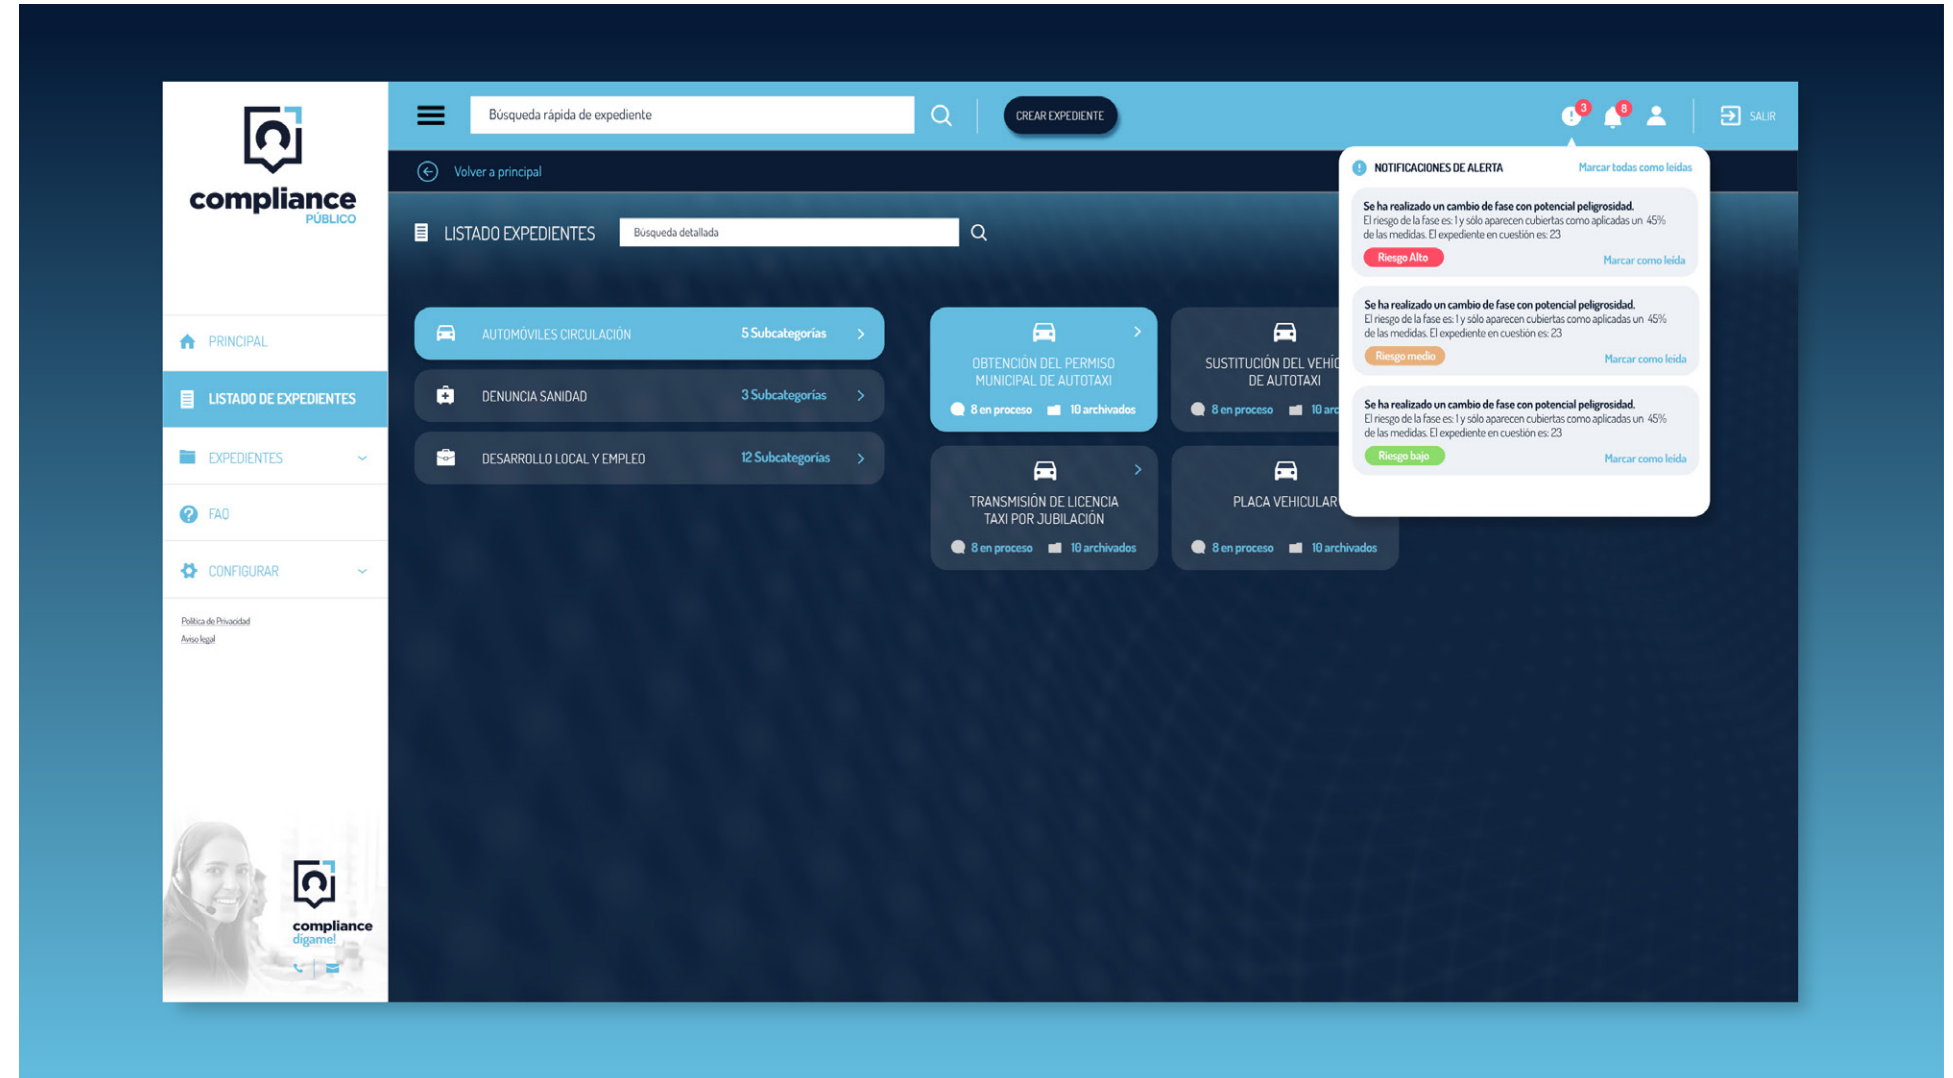 compliance
PÚBLICO
PRINCIPAL
LISTADO DE EXPEDIENTES
EXPEDIENTES
FAQ
CONFIGURAR
Política de Privacidad
Aviso legal
compliance
dígame!
Búsqueda rápida de expediente
CREAR EXPEDIENTE
3
8
SALIR
Volver a principal
LISTADO EXPEDIENTES
Búsqueda detallada
AUTOMÓVILES CIRCULACIÓN 5 Subcategorías
DENUNCIA SANIDAD 3 Subcategorías
DESARROLLO LOCAL Y EMPLEO 12 Subcategorías
OBTENCIÓN DEL PERMISO
MUNICIPAL DE AUTOTAXI
8 en proceso 10 archivados
SUSTITUCIÓN DEL VEHÍC
DE AUTOTAXI
8 en proceso 10 arc
TRANSMISIÓN DE LICENCIA
TAXI POR JUBILACIÓN
8 en proceso 10 archivados
PLACA VEHICULAR
8 en proceso 10 archivados
NOTIFICACIONES DE ALERTA Marcar todas como leídas
Se ha realizado un cambio de fase con potencial peligrosidad.
El riesgo de la fase es: 1 y sólo aparecen cubiertas como aplicadas un 45%
de las medidas. El expediente en cuestión es: 23
Riesgo Alto Marcar como leída
Se ha realizado un cambio de fase con potencial peligrosidad.
El riesgo de la fase es: 1 y sólo aparecen cubiertas como aplicadas un 45%
de las medidas. El expediente en cuestión es: 23
Riesgo medio Marcar como leída
Se ha realizado un cambio de fase con potencial peligrosidad.
El riesgo de la fase es: 1 y sólo aparecen cubiertas como aplicadas un 45%
de las medidas. El expediente en cuestión es: 23
Riesgo bajo Marcar como leída